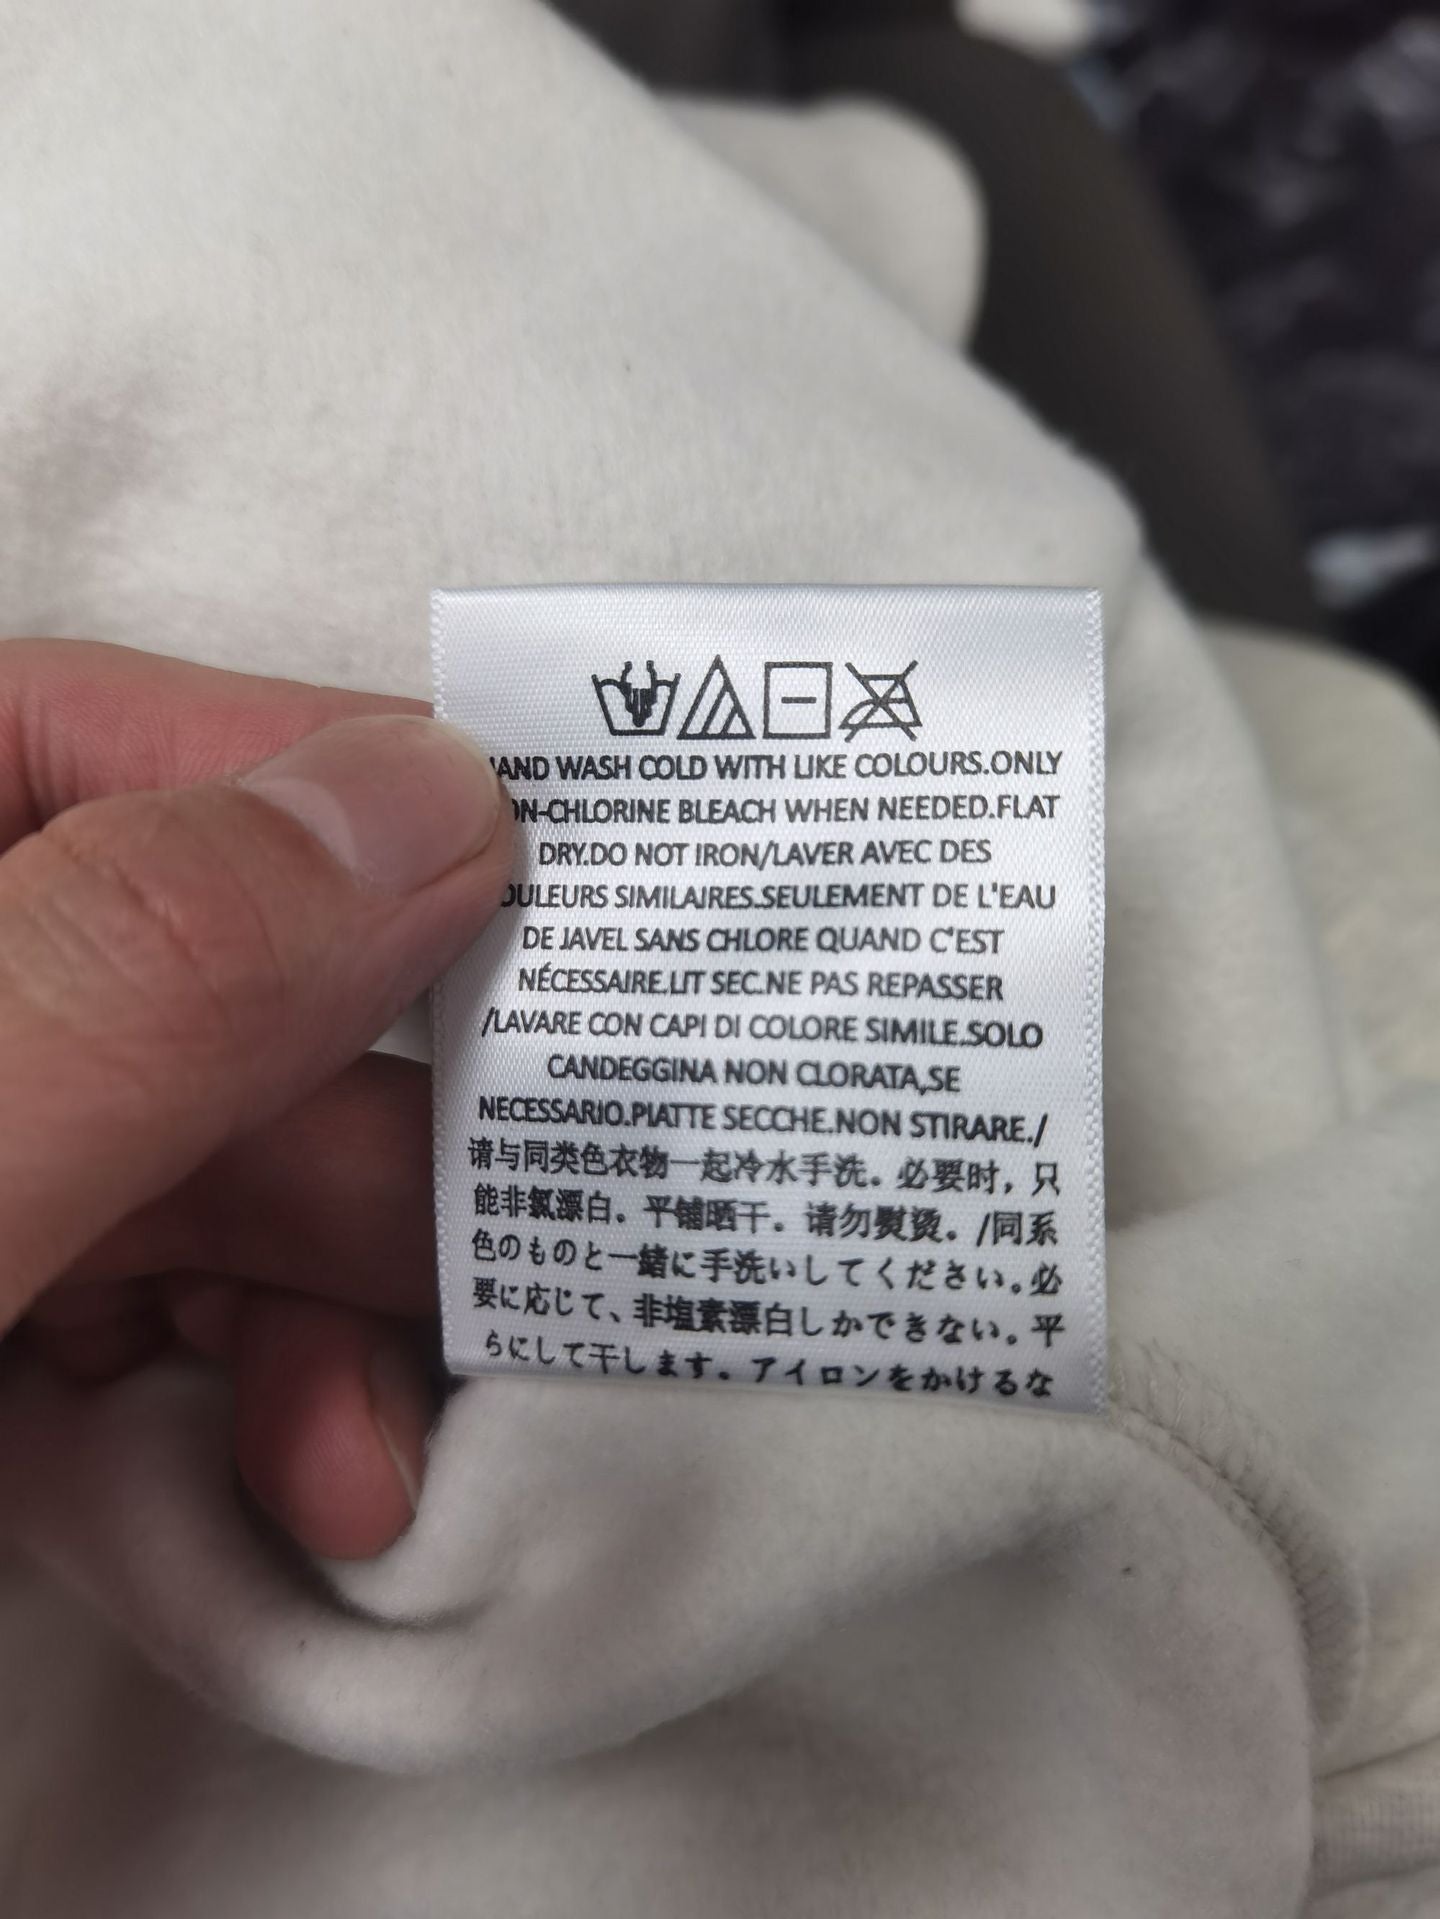 AND WASH COLD WITH LIKE COLOURS.ONLY
ON-CHLORINE BLEACH WHEN NEEDED.FLAT
DRY.DO NOT IRON/LAVER AVEC DES
OULEURS SIMILAIRES.SEULEMENT DE L'EAU
DE JAVEL SANS CHLORE QUAND C'EST
NÉCESSAIRE.LIT SEC.NE PAS REPASSER
/LAVARE CON CAPI DI COLORE SIMILE.SOLO
CANDEGGINA NON CLORATA,SE
NECESSARIO.PIATTE SECCHE.NON STIRARE./
请与同类色衣物一起冷水手洗。必要时，只
能非氯漂白。平铺晒干。请勿熨烫。/同系
色のものと一緒に手洗いしてください。必
要に応じて、非塩素漂白しかできない。平
らにして干します。アイロンをかけるな